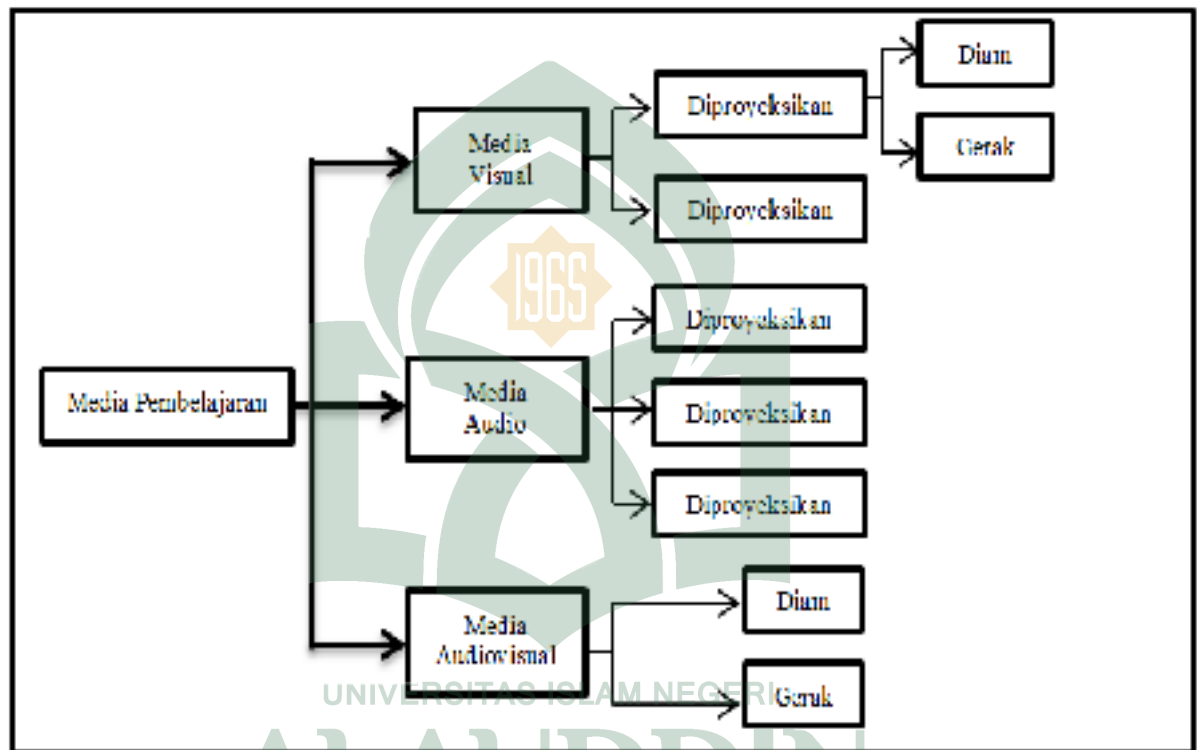 Diam
Diproyeksikan
Gerak
Media
Visual
Diproyeksikan
1965
Diproyeksikan
Media Pembelajaran
Media
Audio
Diproyeksikan
Diproyeksikan
Media
Audiovisual
Diam
Gerak
UNIVERSITAS ISLAM NEGERI
ALAUDDIN